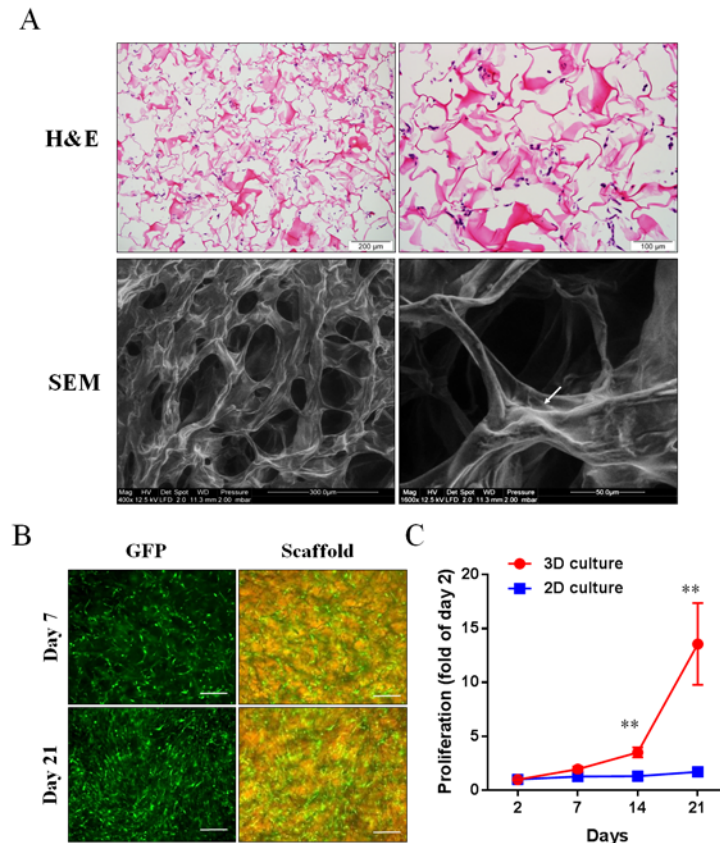 A
H&E
200 µm
100 µm
SEM
Mag HV Det Spot WD Pressure
400x 12.5 kV LFD 2.0 11.3 mm 2.00 mbar
300.0µm
Mag HV Det Spot WD Pressure
1600x 12.5 kV LFD 2.0 11.3 mm 2.00 mbar
50.0µm
B
GFP
Scaffold
Day 7
Day 21
C
3D culture
2D culture
Proliferation (fold of day 2)
20
15
10
5
0
**
**
2 7 14 21
Days